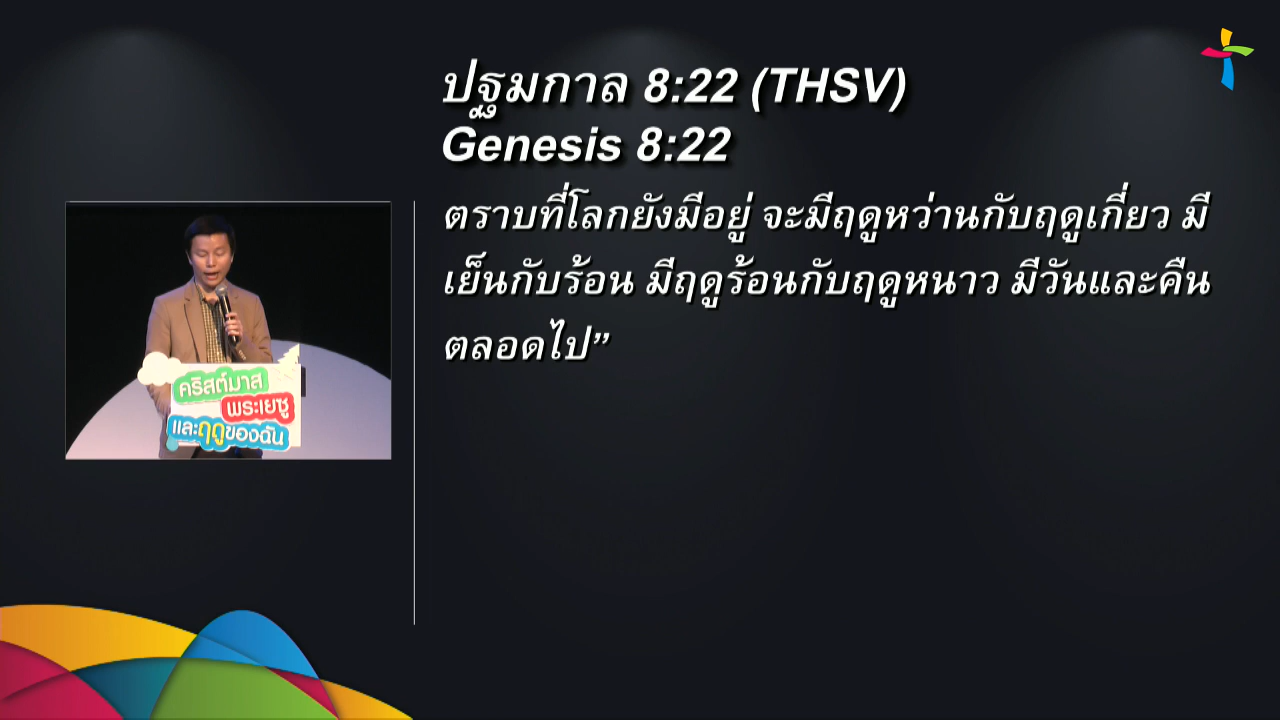 ปฐมกาล 8:22 (THSV)
Genesis 8:22
ตราบที่โลกยังมีอยู่ จะมีฤดูหว่านกับฤดูเกี่ยว มี
เย็นกับร้อน มีฤดูร้อนกับฤดูหนาว มีวันและคืน
ตลอดไป”
คริสต์มาส
พระเยซู
และฤดูของฉัน